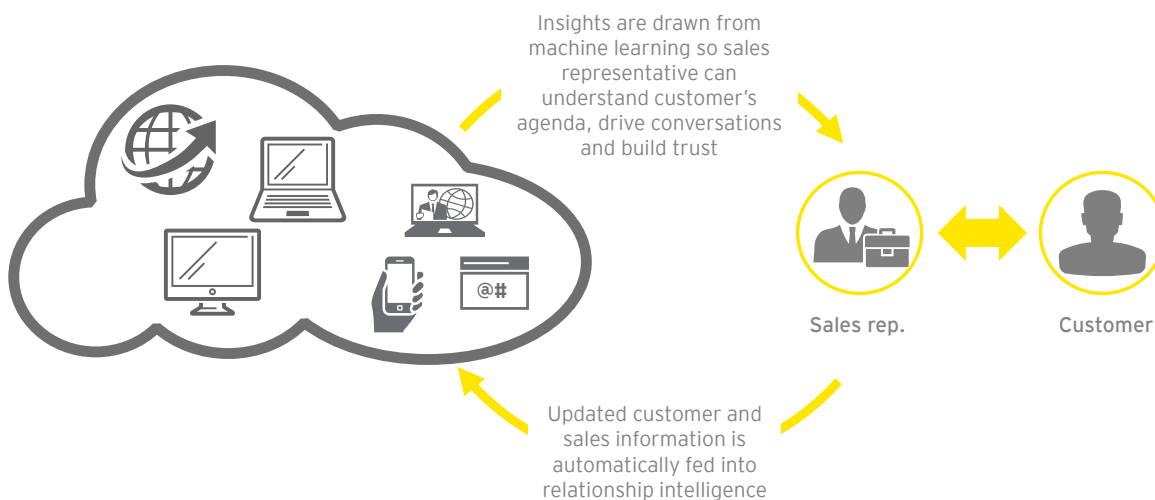 Insights are drawn from
machine learning so sales
representative can
understand customer’s
agenda, drive conversations
and build trust
@#
Sales rep.
Customer
Updated customer and
sales information is
automatically fed into
relationship intelligence